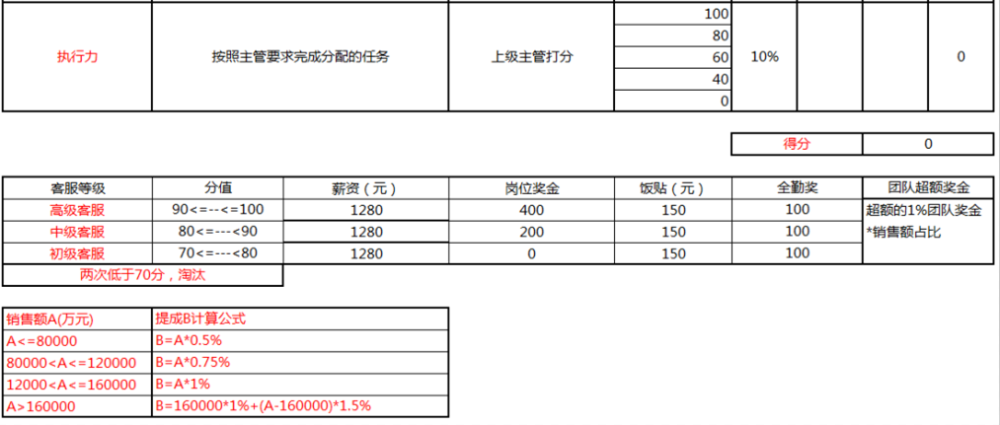 100
80
执行力 按照主管要求完成分配的任务 上级主管打分 60 10% 0
40
0
得分 0
客服等级 分值 薪资（元） 岗位奖金 饭贴（元） 全勤奖 团队超额奖金
高级客服 90<=--<=100 1280 400 150 100 超额的1%团队奖金
中级客服 80<=---<90 1280 200 150 100 *销售额占比
初级客服 70<=---<80 1280 0 150 100
两次低于70分，淘汰
销售额A(万元) 提成B计算公式
A<=80000 B=A*0.5%
80000<A<=120000 B=A*0.75%
12000<A<=160000 B=A*1%
A>160000 B=160000*1%+(A-160000)*1.5%